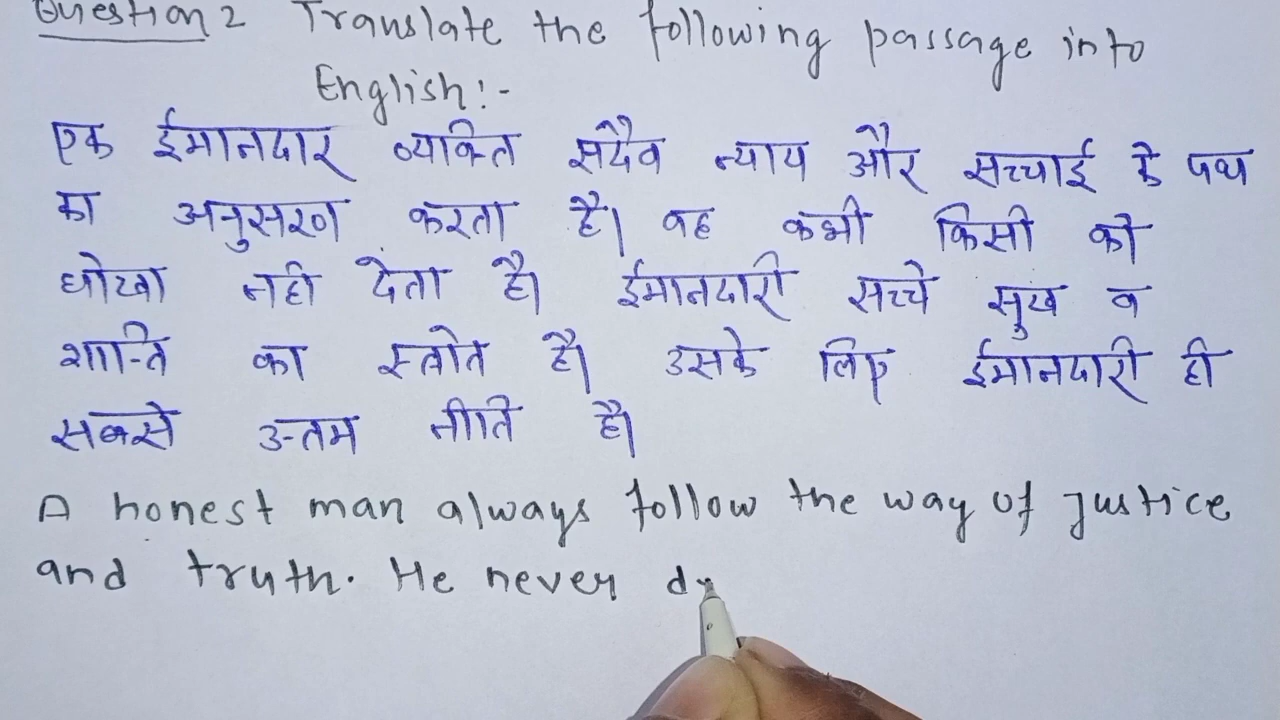 Question 2 Translate the following passage into
English:-
एक ईमानदार व्यक्ति सदैव न्याय और सच्चाई के पथ
का अनुसरण करता है। वह कभी किसी को
धोखा नही देता है। ईमानदारी सच्चे सुख व
शान्ति का स्त्रोत है। उसके लिए ईमानदारी ही
सबसे उत्तम नीति है।
A honest man always follow the way of justice
and truth. He never